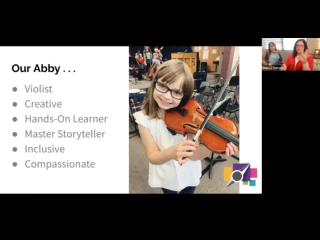 Our Abby . . .
● Violist
● Creative
● Hands-On Learner
● Master Storyteller
● Inclusive
● Compassionate